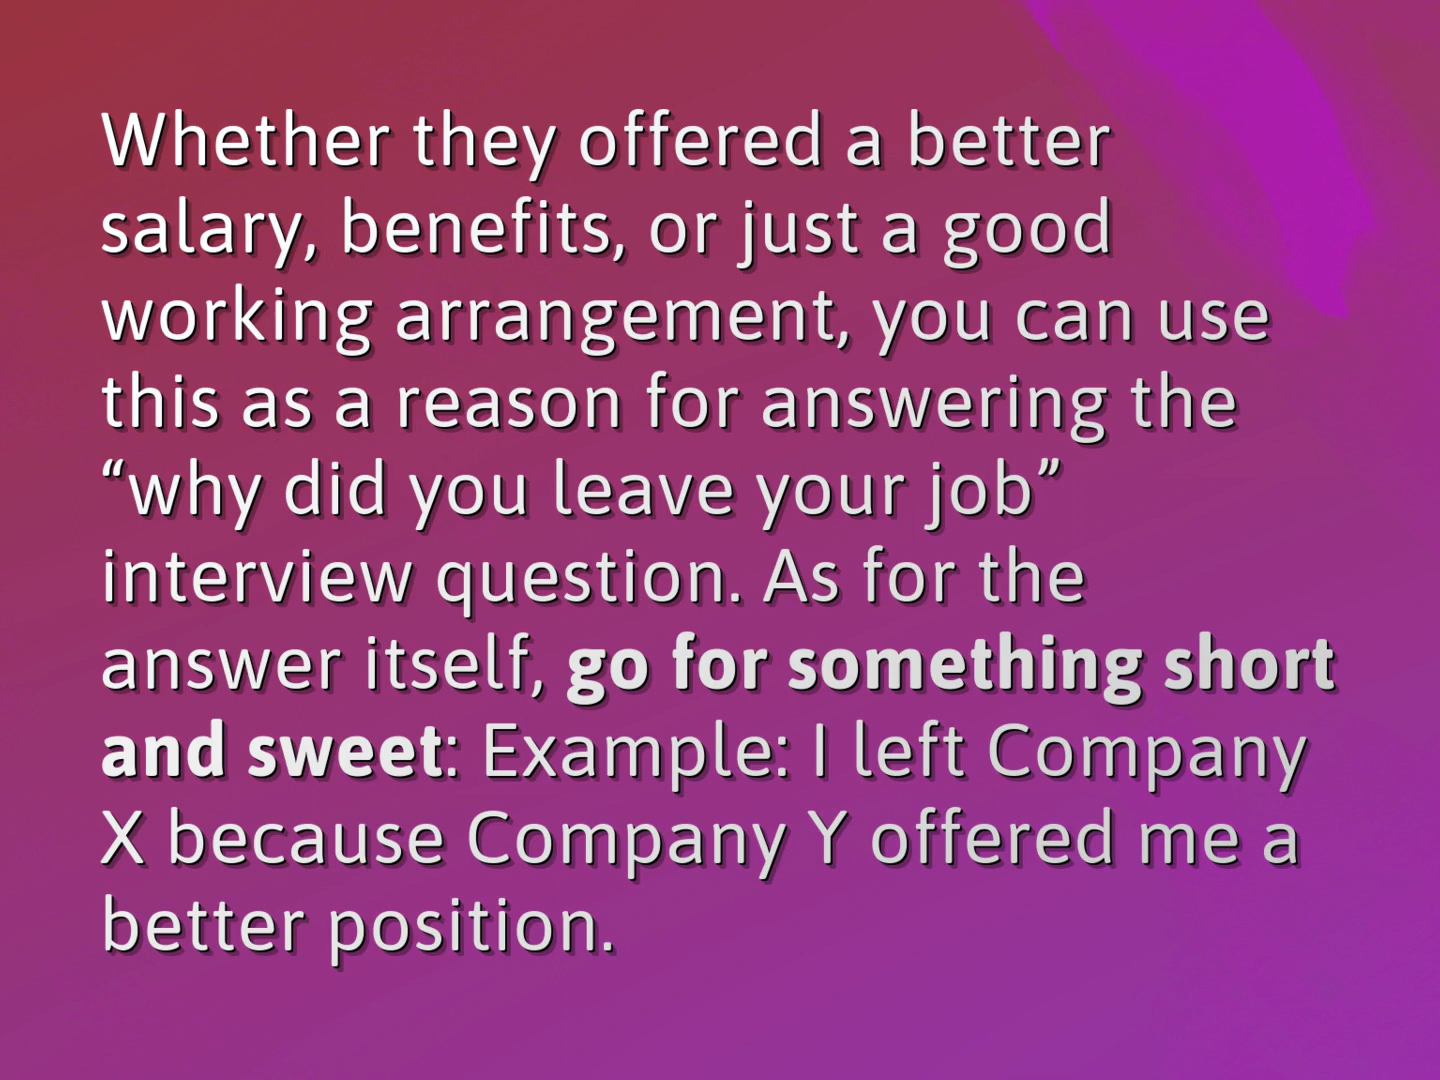 Whether they offered a better
salary, benefits, or just a good
working arrangement, you can use
this as a reason for answering the
“why did you leave your job”
interview question. As for the
answer itself, go for something short
and sweet: Example: I left Company
X because Company Y offered me a
better position.